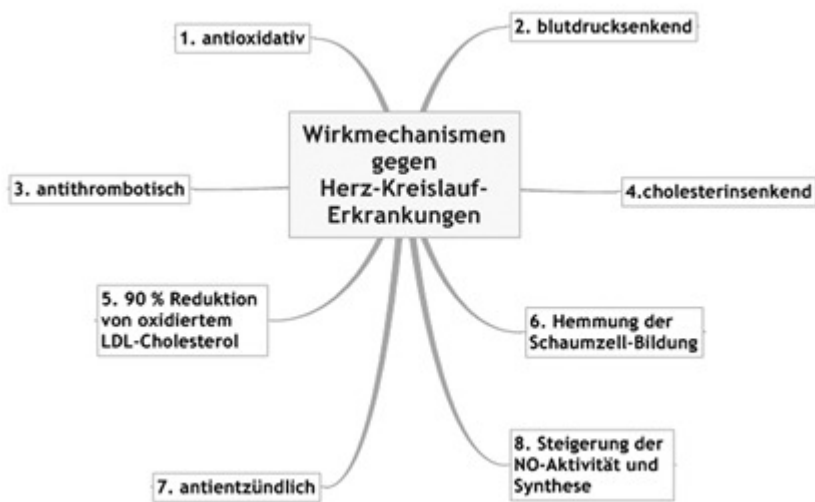 1. antioxidativ
2. blutdrucksenkend
Wirkmechanismen
gegen
Herz-Kreislauf-
Erkrankungen
3. antithrombotisch
4.cholesterinsenkend
5. 90 % Reduktion
von oxidiertem
LDL-Cholesterol
6. Hemmung der
Schaumzell-Bildung
7. antientzündlich
8. Steigerung der
NO-Aktivität und
Synthese